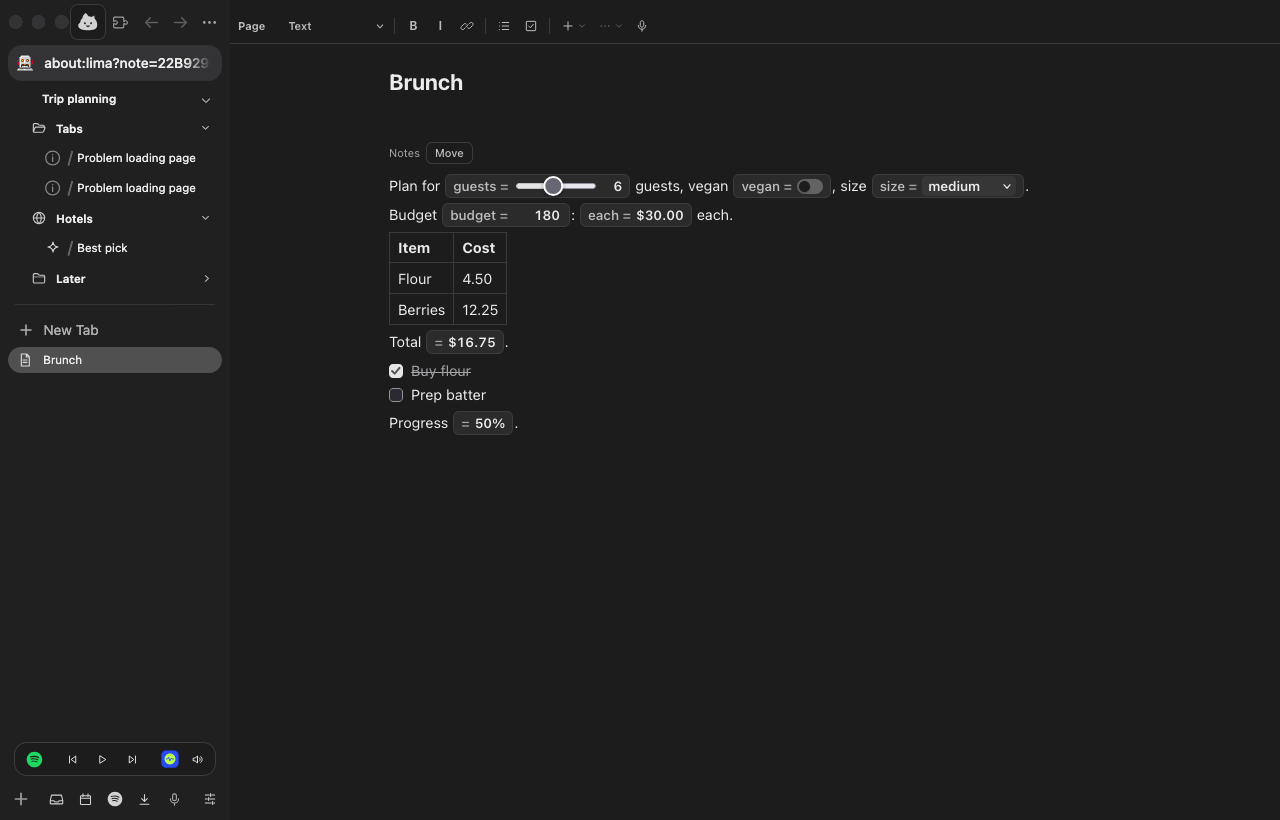 about:lima?note=22B929
Trip planning
Tabs
/ Problem loading page
/ Problem loading page
Hotels
/ Best pick
Later
New Tab
Brunch
Page Text B I
Brunch
Notes Move
Plan for guests = 6 guests, vegan vegan = , size size = medium .
Budget budget = 180 : each = $30.00 each.
Item Cost
Flour 4.50
Berries 12.25
Total = $16.75 .
Buy flour
Prep batter
Progress = 50% .